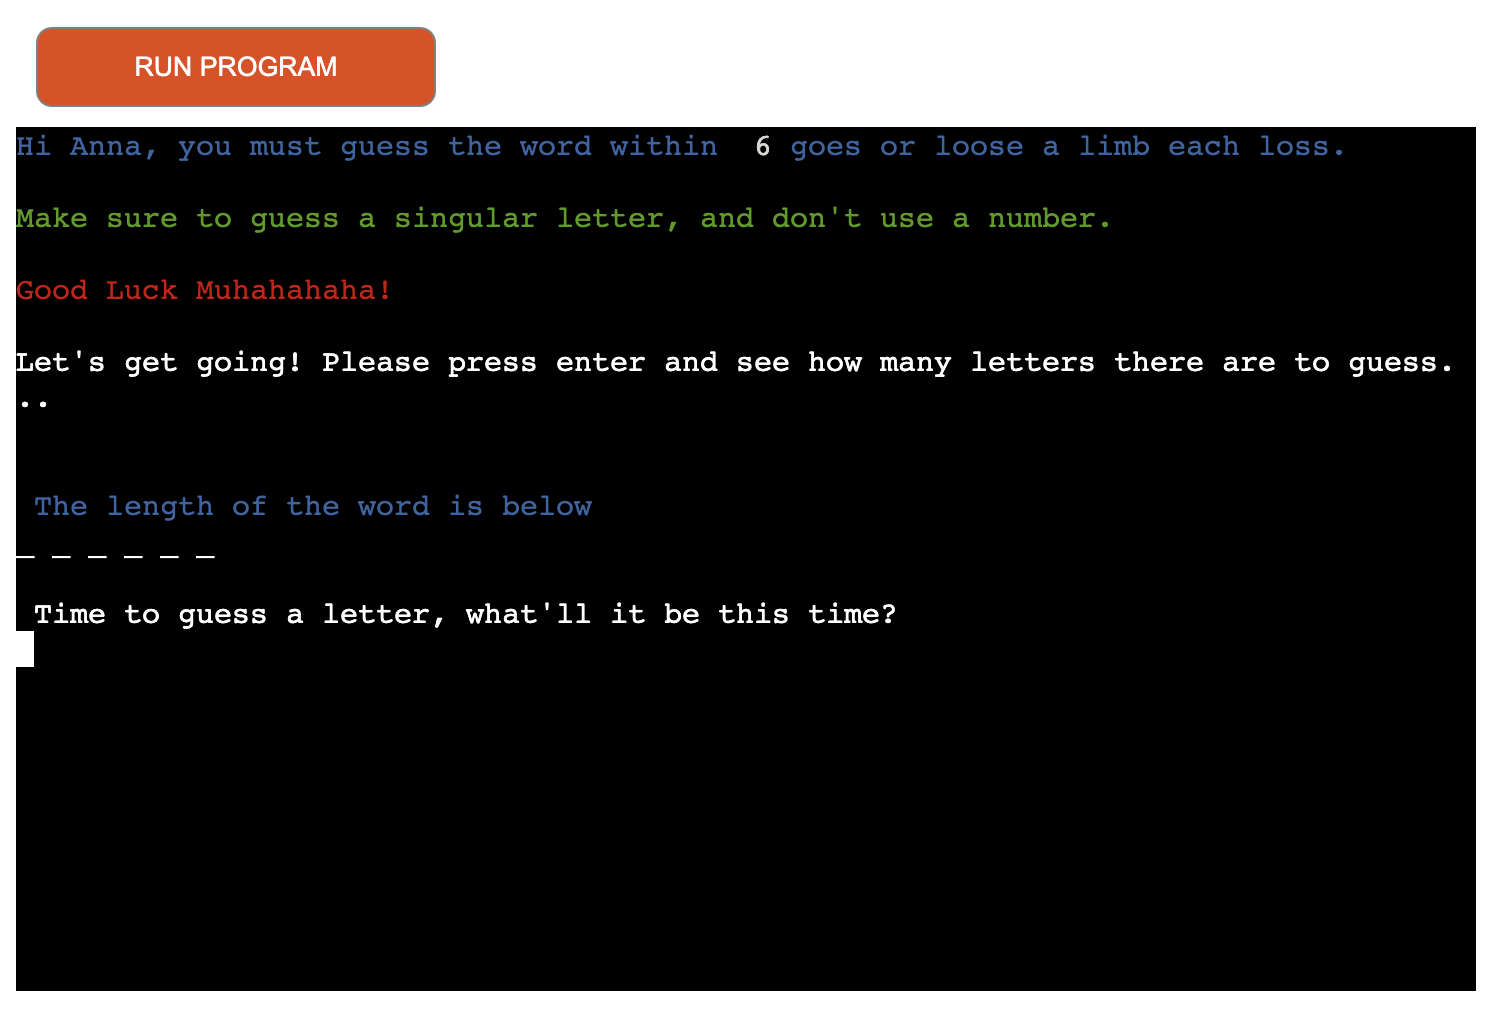 RUN PROGRAM
Hi Anna, you must guess the word within  6 goes or loose a limb each loss.
Make sure to guess a singular letter, and don't use a number.
Good Luck Muhahahaha!
Let's get going! Please press enter and see how many letters there are to guess.
..
The length of the word is below
_ _ _ _ _ _
Time to guess a letter, what'll it be this time?